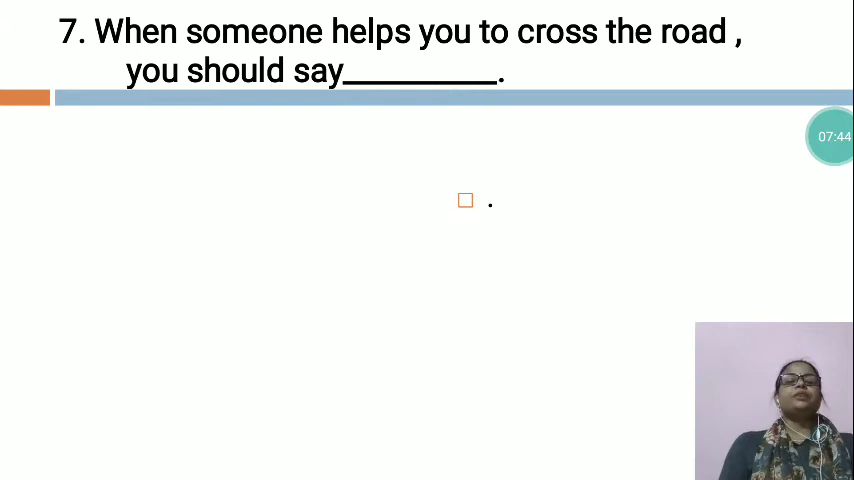 7. When someone helps you to cross the road ,
you should say__________.
07:44
.